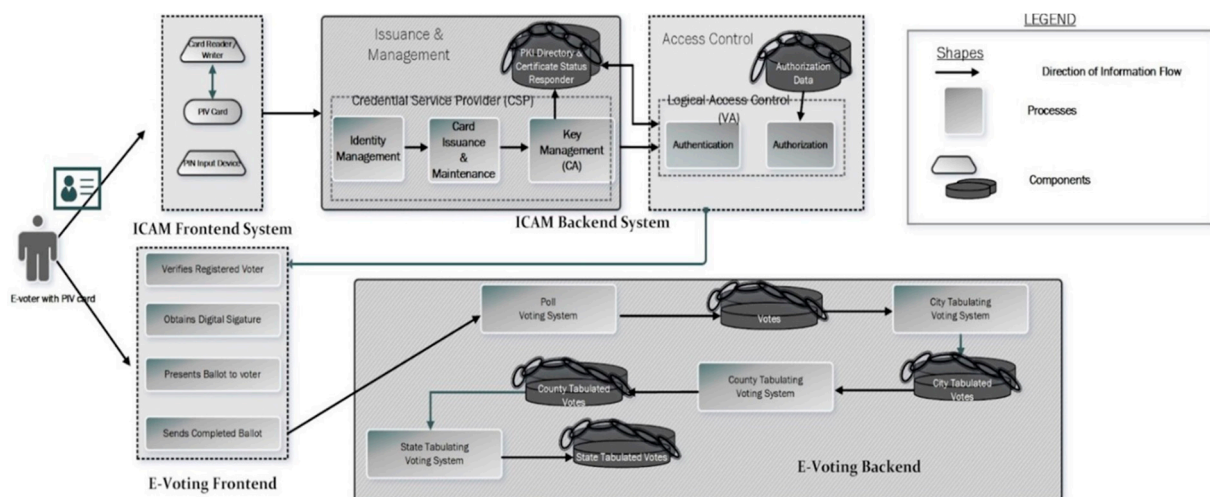 Card Reader /
Writer
PIV Card
PIN Input Device
ICAM Frontend System
E-voter with PIV card
Issuance &
Management
PKI Directory &
Certificate Status
Responder
Credential Service Provider (CSP)
Identity
Management
Card
Issuance
&
Maintenance
Key
Management
(CA)
ICAM Backend System
Access Control
Authorization
Data
Logical Access Control
(VA)
Authentication
Authorization
LEGEND
Shapes
Direction of Information Flow
Processes
Components
Verifies Registered Voter
Obtains Digital Sigature
Presents Ballot to voter
Sends Completed Ballot
E-Voting Frontend
Poll
Voting System
Votes
City Tabulating
Voting System
County Tabulated
Votes
County Tabulating
Voting System
City Tabulated
Votes
State Tabulating
Voting System
State Tabulated Votes
E-Voting Backend